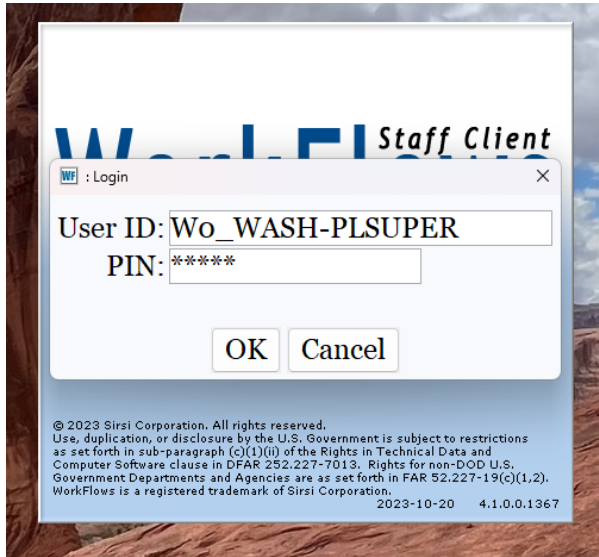 Staff Client
WF : Login
User ID: W0_WASH-PLSUPER
PIN: *****
OK Cancel
© 2023 Sirsi Corporation. All rights reserved.
Use, duplication, or disclosure by the U.S. Government is subject to restrictions
as set forth in sub-paragraph (c)(1)(ii) of the Rights in Technical Data and
Computer Software clause in DFAR 252.227-7013. Rights for non-DOD U.S.
Government Departments and Agencies are as set forth in FAR 52.227-19(c)(1,2).
WorkFlows is a registered trademark of Sirsi Corporation.
2023-10-20 4.1.0.0.1367